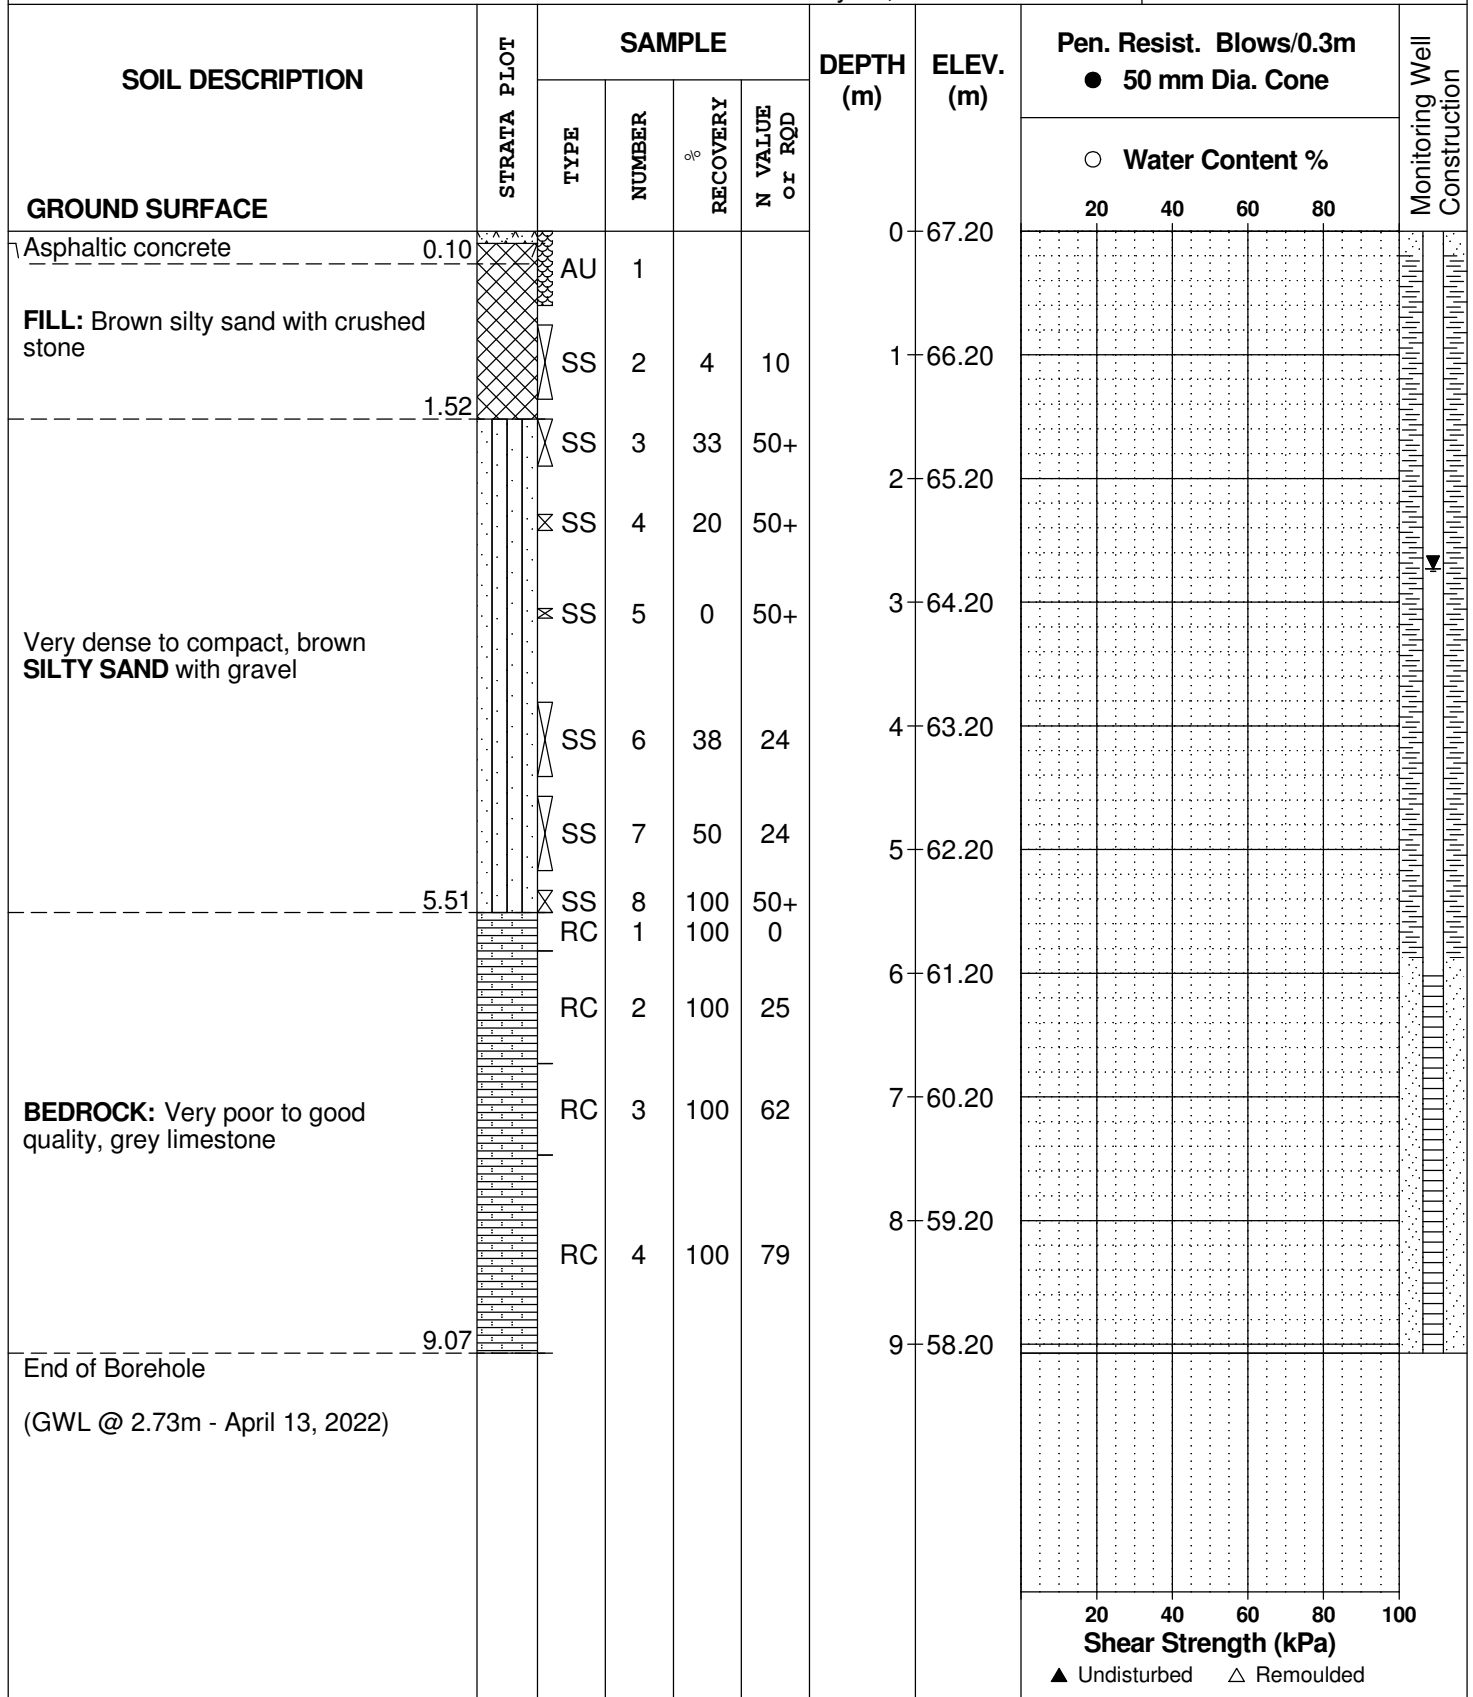 SOIL DESCRIPTION
GROUND SURFACE
STRATA PLOT
SAMPLE
TYPE
NUMBER
% RECOVERY
N VALUE or RQD
DEPTH (m)
ELEV. (m)
Pen. Resist. Blows/0.3m
● 50 mm Dia. Cone
○ Water Content %
20 40 60 80
Monitoring Well Construction
0 67.20
Asphaltic concrete 0.10
AU 1
FILL: Brown silty sand with crushed
stone
SS 2 4 10
1 66.20
1.52
SS 3 33 50+
2 65.20
SS 4 20 50+
3 64.20
SS 5 0 50+
Very dense to compact, brown
SILTY SAND with gravel
4 63.20
SS 6 38 24
SS 7 50 24
5 62.20
5.51
SS 8 100 50+
RC 1 100 0
6 61.20
RC 2 100 25
7 60.20
BEDROCK: Very poor to good
quality, grey limestone
RC 3 100 62
8 59.20
RC 4 100 79
9.07
9 58.20
End of Borehole
(GWL @ 2.73m - April 13, 2022)
20 40 60 80 100
Shear Strength (kPa)
▲ Undisturbed △ Remoulded